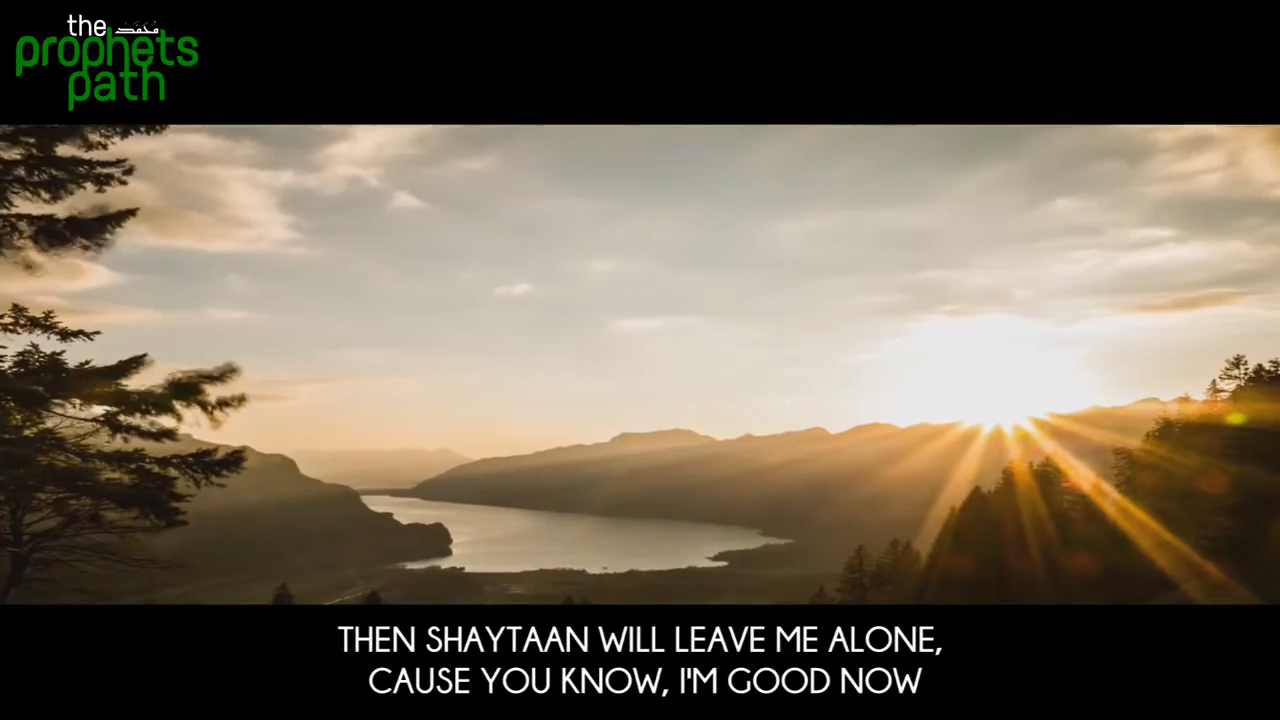 the مُحَمَّد
prophets
path
THEN SHAYTAAN WILL LEAVE ME ALONE,
CAUSE YOU KNOW, I'M GOOD NOW